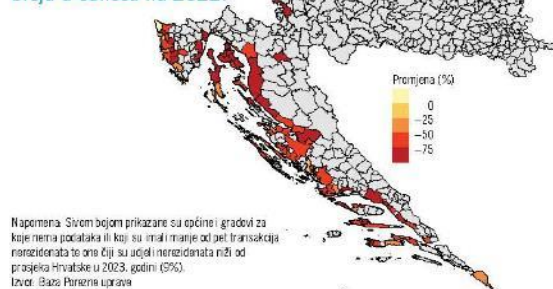 Promjena (%)
0
−25
−50
−75
Napomena: Sivom bojom prikazane su općine i gradovi za
koje nema podataka ili koji su imali manje od pet transakcija
nerezidenata te one čiji su udjeli nerezidenata niži od
prosjeka Hrvatske u 2023. godini (9%).
Izvor: Baza Porezne uprave